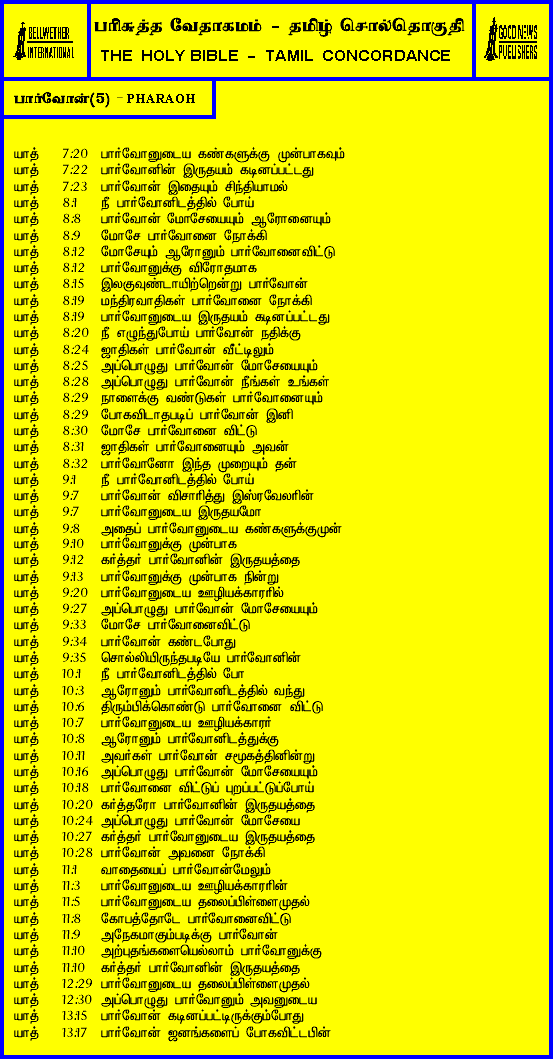 BELLWETHER
INTERNATIONAL
பரிசுத்த வேதாகமம் - தமிழ் சொல்தொகுதி
THE HOLY BIBLE - TAMIL CONCORDANCE
GOOD NEWS
PUBLISHERS
பார்வோன்(5) - PHARAOH
யாத் 7:20 பார்வோனுடைய கண்களுக்கு முன்பாகவும்
யாத் 7:22 பார்வோனின் இருதயம் கடினப்பட்டது
யாத் 7:23 பார்வோன் இதையும் சிந்தியாமல்
யாத் 8:1 நீ பார்வோனிடத்தில் போய்
யாத் 8:8 பார்வோன் மோசேயையும் ஆரோனையும்
யாத் 8:9 மோசே பார்வோனை நோக்கி
யாத் 8:12 மோசேயும் ஆரோனும் பார்வோனைவிட்டு
யாத் 8:12 பார்வோனுக்கு விரோதமாக
யாத் 8:15 இலகுவுண்டாயிற்றென்று பார்வோன்
யாத் 8:19 மந்திரவாதிகள் பார்வோனை நோக்கி
யாத் 8:19 பார்வோனுடைய இருதயம் கடினப்பட்டது
யாத் 8:20 நீ எழுந்துபோய் பார்வோன் நதிக்கு
யாத் 8:24 ஜாதிகள் பார்வோன் வீட்டிலும்
யாத் 8:25 அப்பொழுது பார்வோன் மோசேயையும்
யாத் 8:28 அப்பொழுது பார்வோன் நீங்கள் உங்கள்
யாத் 8:29 நாளைக்கு வண்டுகள் பார்வோனையும்
யாத் 8:29 போகவிடாதபடிப் பார்வோன் இனி
யாத் 8:30 மோசே பார்வோனை விட்டு
யாத் 8:31 ஜாதிகள் பார்வோனையும் அவன்
யாத் 8:32 பார்வோனோ இந்த முறையும் தன்
யாத் 9:1 நீ பார்வோனிடத்தில் போய்
யாத் 9:7 பார்வோன் விசாரித்து இஸ்ரவேலரின்
யாத் 9:7 பார்வோனுடைய இருதயமோ
யாத் 9:8 அதைப் பார்வோனுடைய கண்களுக்குமுன்
யாத் 9:10 பார்வோனுக்கு முன்பாக
யாத் 9:12 கர்த்தர் பார்வோனின் இருதயத்தை
யாத் 9:13 பார்வோனுக்கு முன்பாக நின்று
யாத் 9:20 பார்வோனுடைய ஊழியக்காரரில்
யாத் 9:27 அப்பொழுது பார்வோன் மோசேயையும்
யாத் 9:33 மோசே பார்வோனைவிட்டு
யாத் 9:34 பார்வோன் கண்டபோது
யாத் 9:35 சொல்லியிருந்தபடியே பார்வோனின்
யாத் 10:1 நீ பார்வோனிடத்தில் போ
யாத் 10:3 ஆரோனும் பார்வோனிடத்தில் வந்து
யாத் 10:6 திரும்பிக்கொண்டு பார்வோனை விட்டு
யாத் 10:7 பார்வோனுடைய ஊழியக்காரர்
யாத் 10:8 ஆரோனும் பார்வோனிடத்துக்கு
யாத் 10:11 அவர்கள் பார்வோன் சமூகத்தினின்று
யாத் 10:16 அப்பொழுது பார்வோன் மோசேயையும்
யாத் 10:18 பார்வோனை விட்டுப் புறப்பட்டுப்போய்
யாத் 10:20 கர்த்தரோ பார்வோனின் இருதயத்தை
யாத் 10:24 அப்பொழுது பார்வோன் மோசேயை
யாத் 10:27 கர்த்தர் பார்வோனுடைய இருதயத்தை
யாத் 10:28 பார்வோன் அவனை நோக்கி
யாத் 11:1 வாதையைப் பார்வோன்மேலும்
யாத் 11:3 பார்வோனுடைய ஊழியக்காரரின்
யாத் 11:5 பார்வோனுடைய தலைப்பிள்ளைமுதல்
யாத் 11:8 கோபத்தோடே பார்வோனைவிட்டு
யாத் 11:9 அநேகமாகும்படிக்கு பார்வோன்
யாத் 11:10 அற்புதங்களையெல்லாம் பார்வோனுக்கு
யாத் 11:10 கர்த்தர் பார்வோனின் இருதயத்தை
யாத் 12:29 பார்வோனுடைய தலைப்பிள்ளைமுதல்
யாத் 12:30 அப்பொழுது பார்வோனும் அவனுடைய
யாத் 13:15 பார்வோன் கடினப்பட்டிருக்கும்போது
யாத் 13:17 பார்வோன் ஜனங்களைப் போகவிட்டபின்